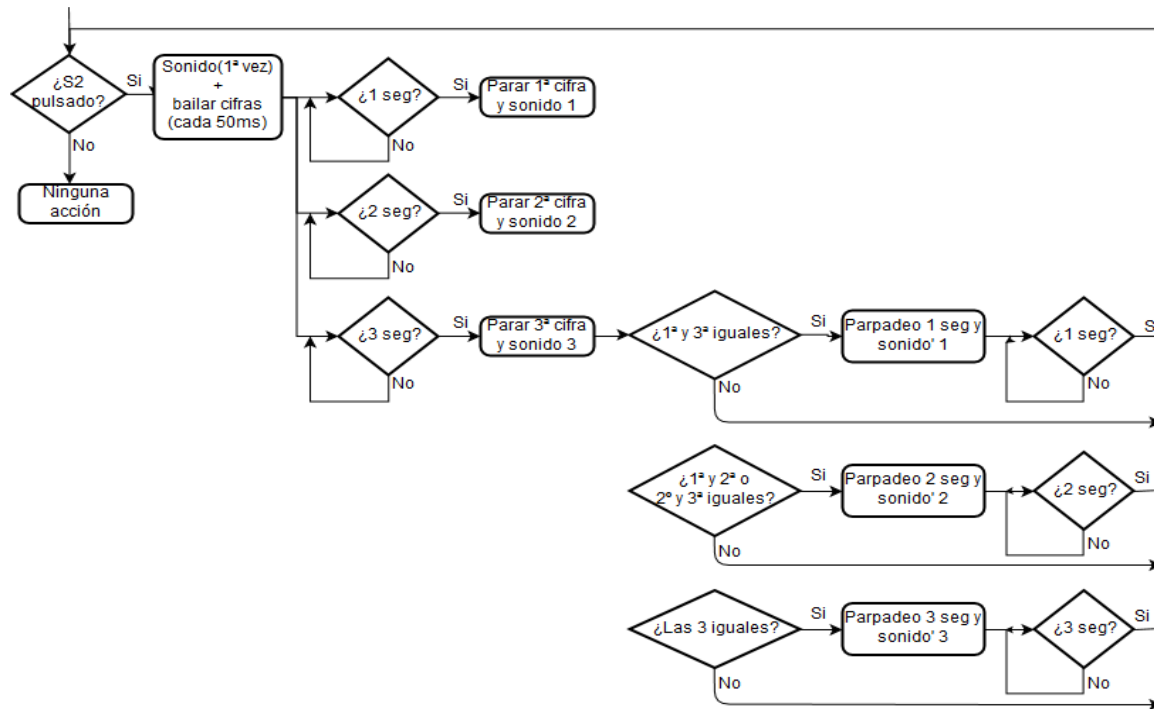 ¿S2
pulsado?
Si
No
Ninguna
acción
Sonido(1ª vez)
+
bailar cifras
(cada 50ms)
¿1 seg?
Si
No
Parar 1ª cifra
y sonido 1
¿2 seg?
Si
No
Parar 2ª cifra
y sonido 2
¿3 seg?
Si
No
Parar 3ª cifra
y sonido 3
¿1ª y 3ª iguales?
Si
No
Parpadeo 1 seg y
sonido' 1
¿1 seg?
S
No
¿1ª y 2ª o
2º y 3ª iguales?
Si
No
Parpadeo 2 seg y
sonido' 2
¿2 seg?
Si
No
¿Las 3 iguales?
Si
No
Parpadeo 3 seg y
sonido' 3
¿3 seg?
Si
No